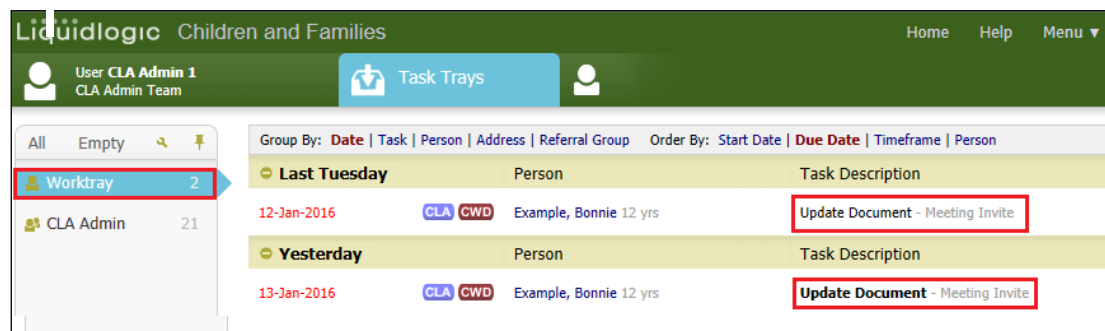 Liquidlogic Children and Families Home Help Menu ▼
User CLA Admin 1
CLA Admin Team
Task Trays
All Empty
Group By: Date | Task | Person | Address | Referral Group Order By: Start Date | Due Date | Timeframe | Person
Worktray 2
Last Tuesday Person Task Description
12-Jan-2016 CLA CWD Example, Bonnie 12 yrs Update Document - Meeting Invite
CLA Admin 21
Yesterday Person Task Description
13-Jan-2016 CLA CWD Example, Bonnie 12 yrs Update Document - Meeting Invite